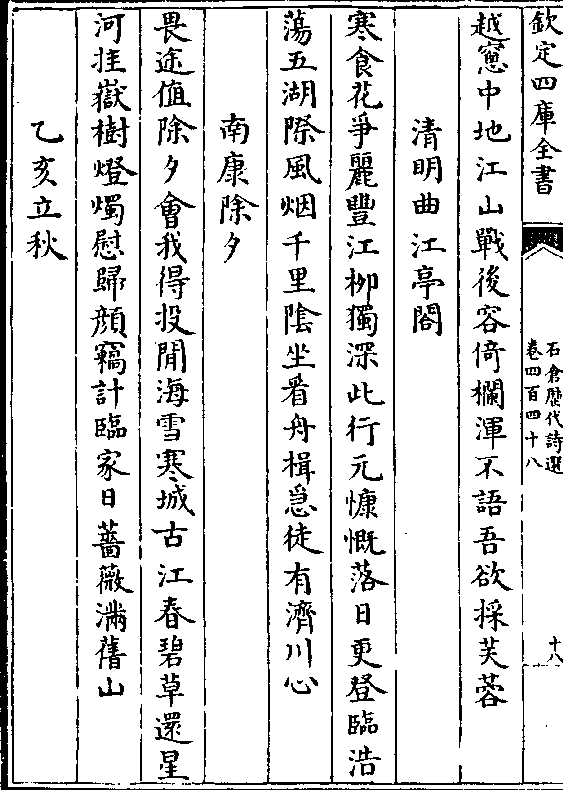 欽定四庫全書
石倉歷代詩選
卷四百四十八
十八
越窻中地江山戰後容倚欄渾不語吾欲採芙蓉
清明曲江亭閣
寒食花爭麗豐江柳獨深此行元慷慨落日更登臨浩
蕩五湖際風烟千里陰坐看舟楫急徒有濟川心
南康除夕
畏途值除夕會我得投閒海雪寒城古江春碧草還星
河挂嶽樹燈燭慰歸顔竊計臨家日薔薇滿舊山
乙亥立秋